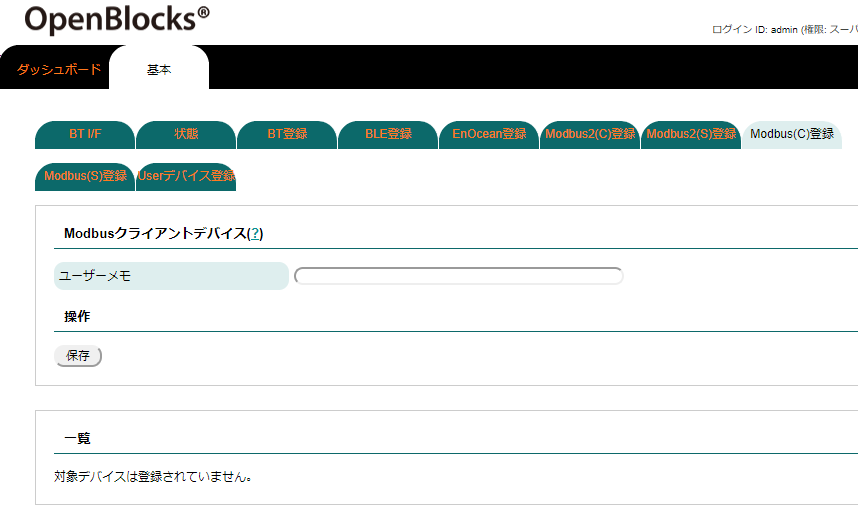 OpenBlocks®
ログイン ID: admin (権限: スーパ
ダッシュボード 基本
BT I/F 状態 BT登録 BLE登録 EnOcean登録 Modbus2(C)登録 Modbus2(S)登録 Modbus(C)登録
Modbus(S)登録 Userデバイス登録
Modbusクライアントデバイス(?)
ユーザーメモ
操作
保存
一覧
対象デバイスは登録されていません。